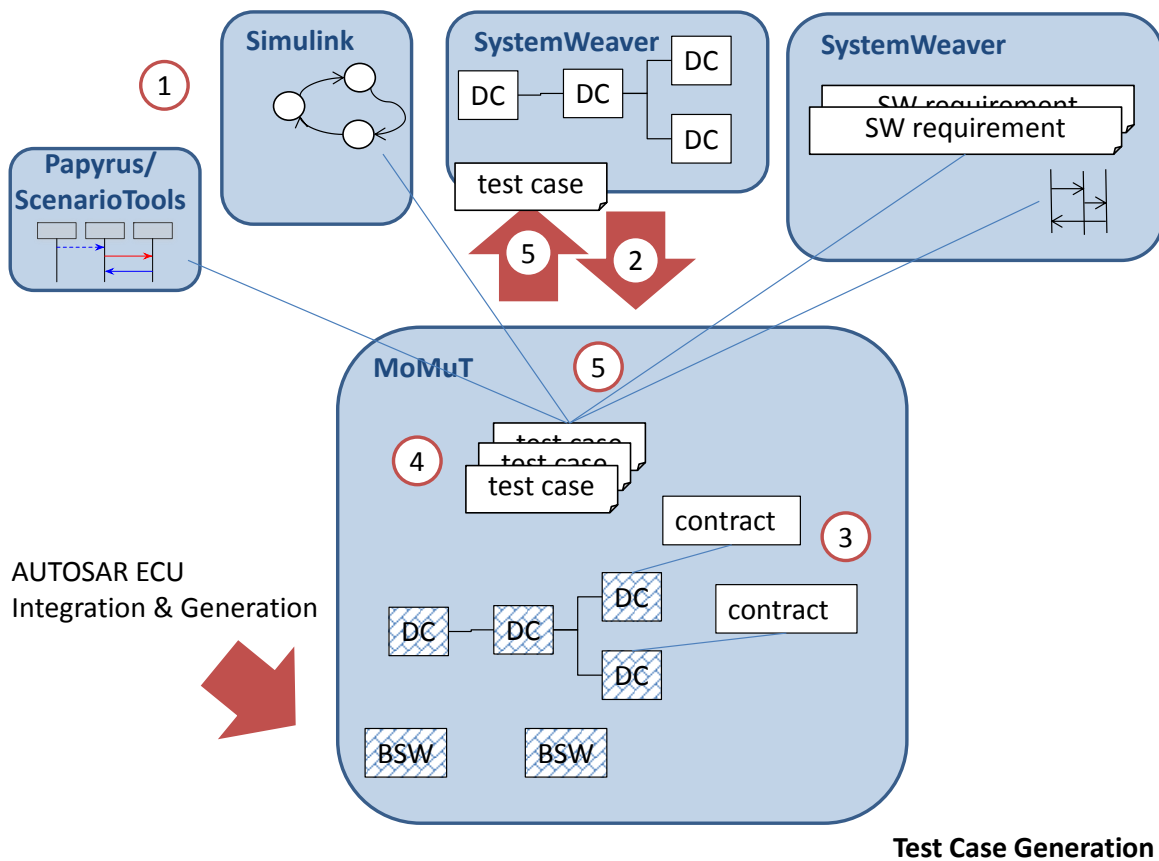 Simulink
SystemWeaver
SystemWeaver
DC
DC
DC
DC
1
SW requirement
SW requirement
Papyrus/
ScenarioTools
test case
5
2
MoMuT
5
test case
test case
test case
4
contract
3
AUTOSAR ECU
Integration & Generation
DC
contract
DC
DC
DC
BSW
BSW
Test Case Generation